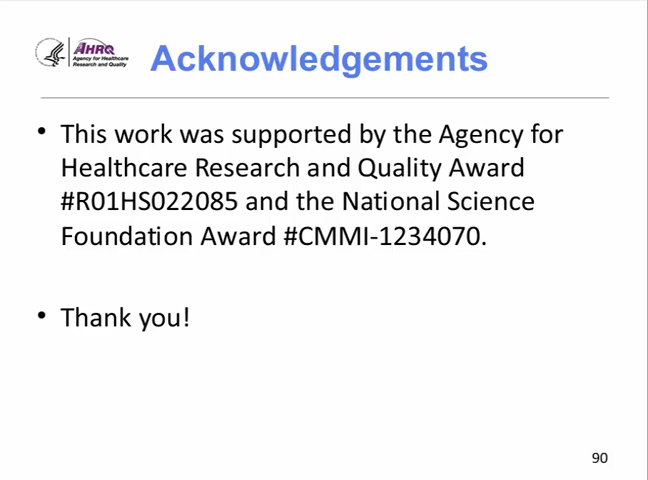 AHRQ
Agency for Healthcare
Research and Quality
Acknowledgements
• This work was supported by the Agency for
Healthcare Research and Quality Award
#R01HS022085 and the National Science
Foundation Award #CMMI-1234070.
• Thank you!
90